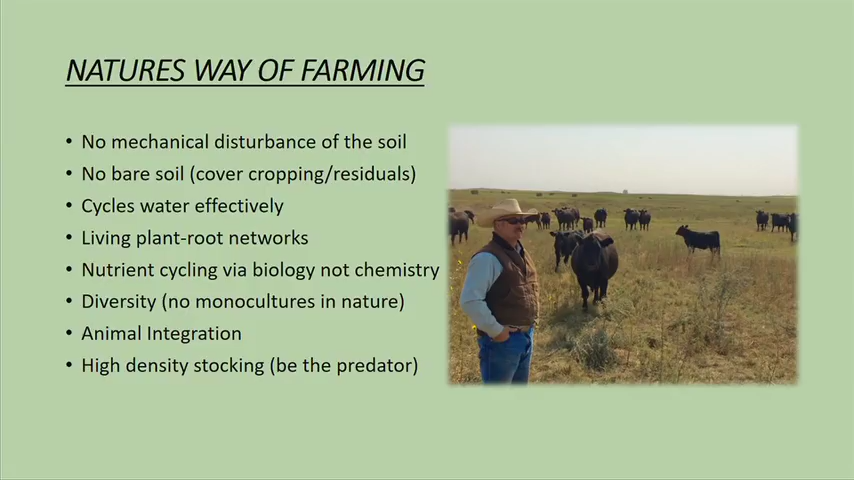 NATURES WAY OF FARMING
• No mechanical disturbance of the soil
• No bare soil (cover cropping/residuals)
• Cycles water effectively
• Living plant-root networks
• Nutrient cycling via biology not chemistry
• Diversity (no monocultures in nature)
• Animal Integration
• High density stocking (be the predator)